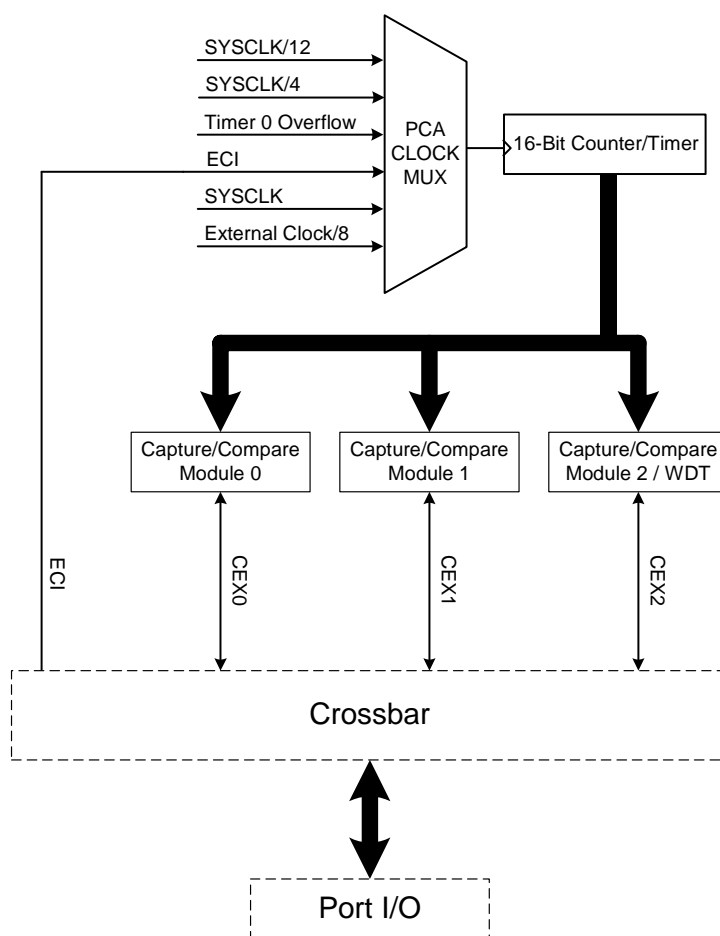 SYSCLK/12
SYSCLK/4
Timer 0 Overflow
ECI
SYSCLK
External Clock/8
PCA
CLOCK
MUX
16-Bit Counter/Timer
Capture/Compare
Module 0
Capture/Compare
Module 1
Capture/Compare
Module 2 / WDT
ECI
CEX0
CEX1
CEX2
Crossbar
Port I/O